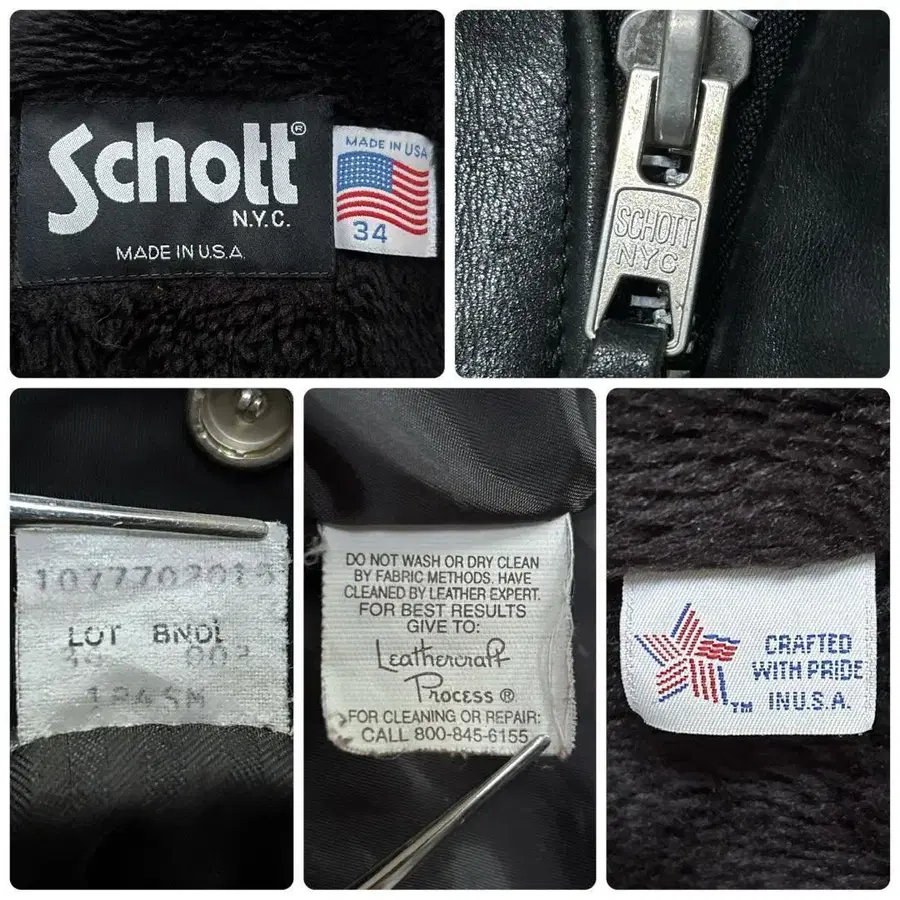 Schott®
N.Y.C.
MADE IN U.S.A
MADE IN USA
34
SCHOTT
NYC
LOT BNDL
DO NOT WASH OR DRY CLEAN
BY FABRIC METHODS. HAVE
CLEANED BY LEATHER EXPERT.
FOR BEST RESULTS
GIVE TO:
Leathercraft
Process®
FOR CLEANING OR REPAIR:
CALL 800-845-6155
CRAFTED
WITH PRIDE
IN U.S.A.
TM